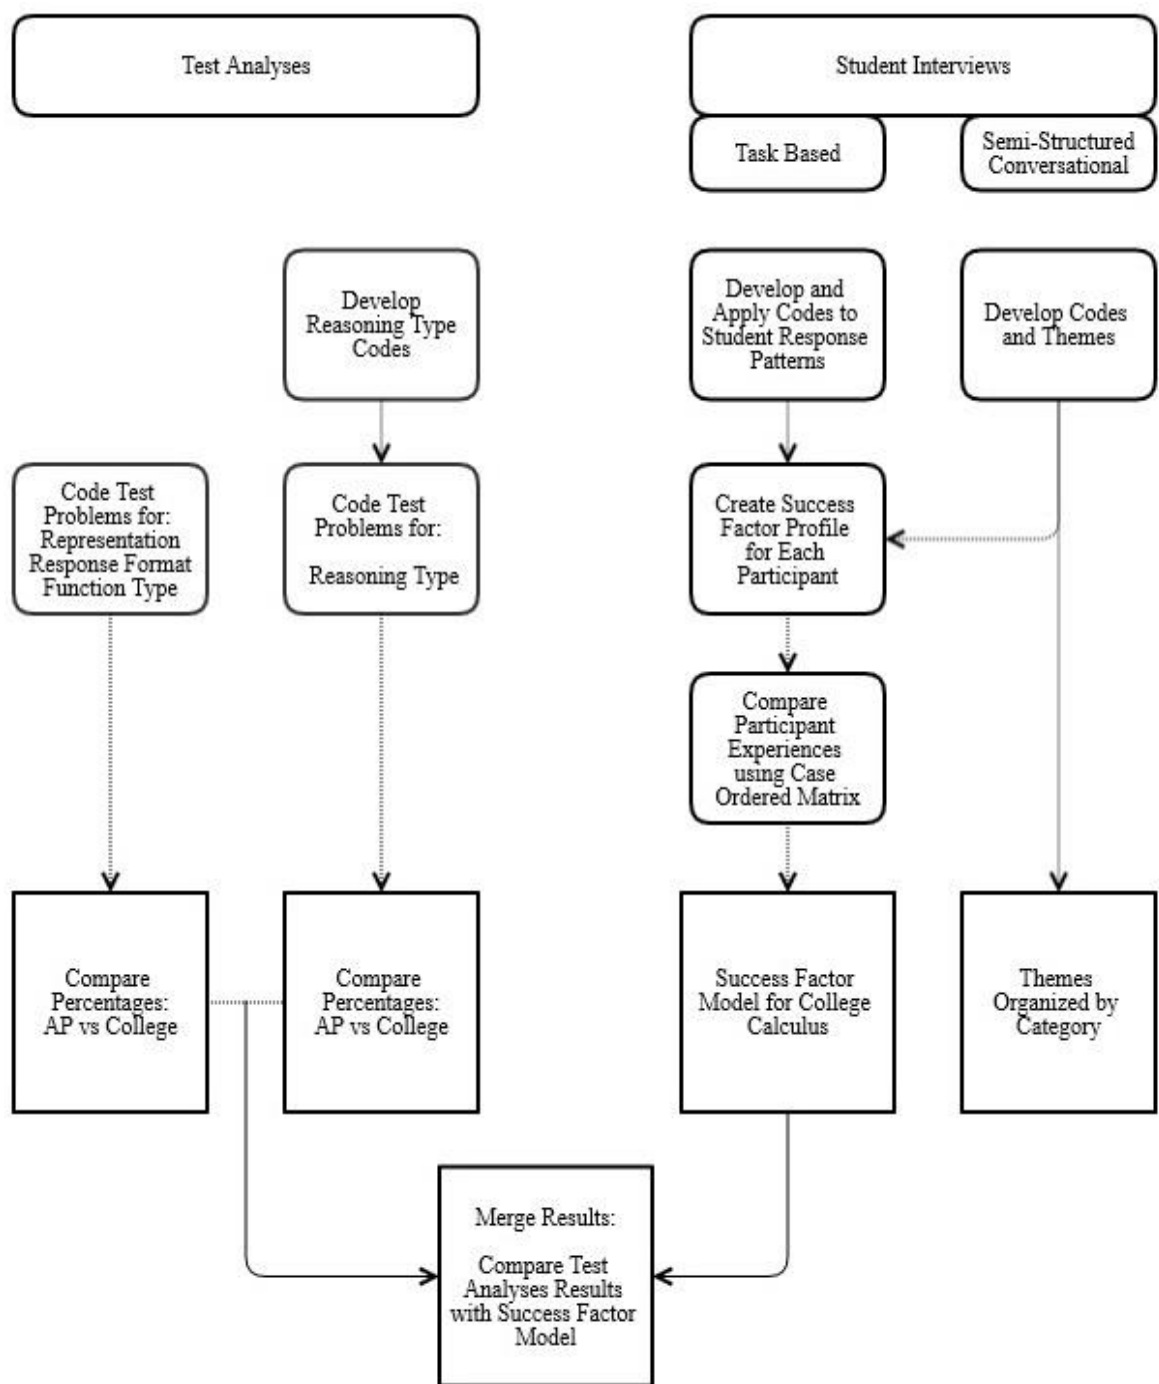 Test Analyses
Student Interviews
Task Based
Semi-Structured
Conversational
Develop
Reasoning Type
Codes
Develop and
Apply Codes to
Student Response
Patterns
Develop Codes
and Themes
Code Test
Problems for:
Representation
Response Format
Function Type
Code Test
Problems for:
Reasoning Type
Create Success
Factor Profile
for Each
Participant
Compare
Participant
Experiences
using Case
Ordered Matrix
Compare
Percentages:
AP vs College
Compare
Percentages:
AP vs College
Success Factor
Model for College
Calculus
Themes
Organized by
Category
Merge Results:
Compare Test
Analyses Results
with Success Factor
Model